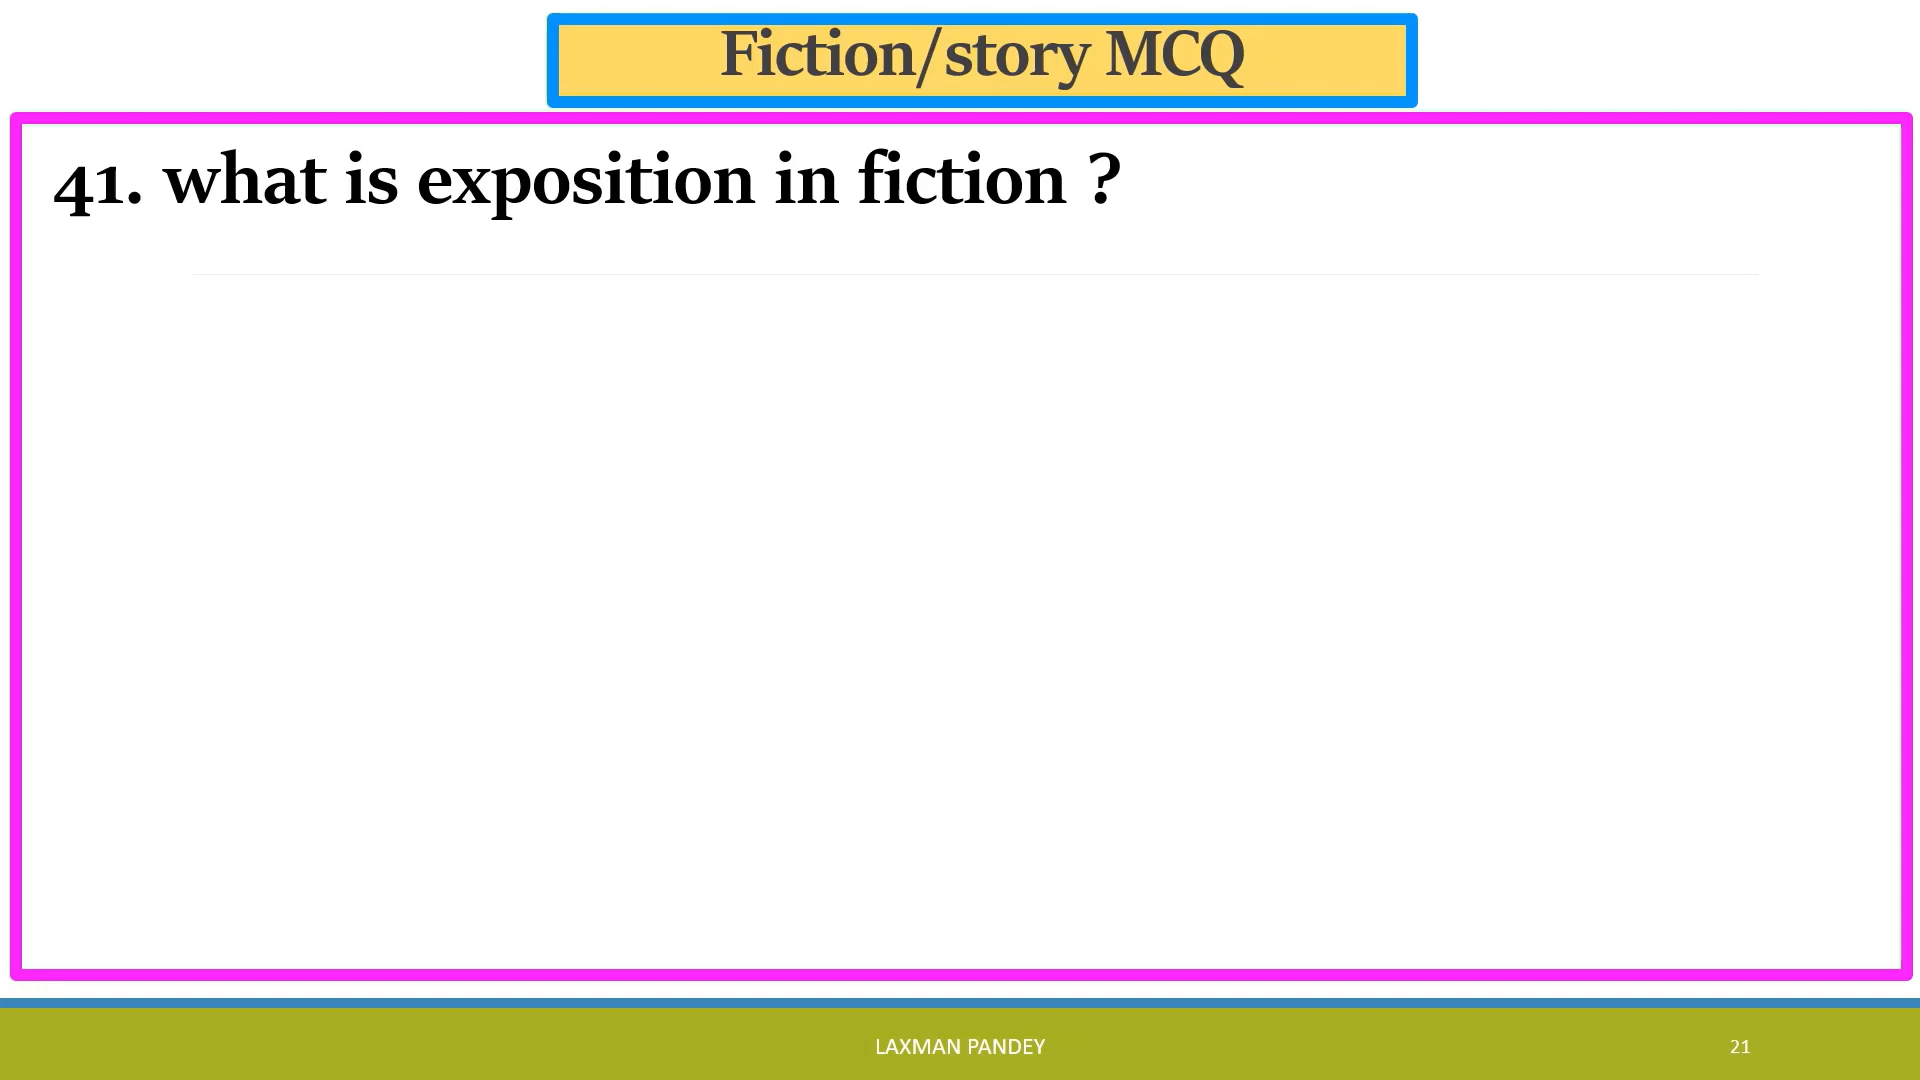 Fiction/story MCQ
41. what is exposition in fiction ?
LAXMAN PANDEY
21